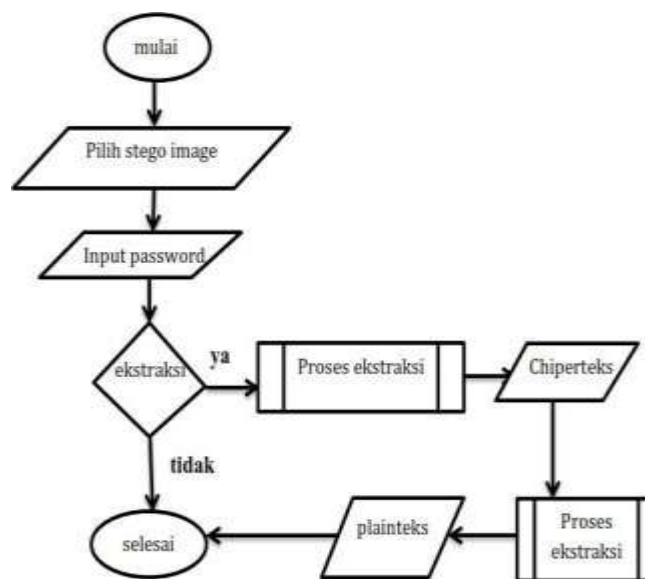 mulai
Pilih stego image
Input password
ekstraksi
ya
Proses ekstraksi
Chiperteks
tidak
Proses
ekstraksi
plainteks
selesai